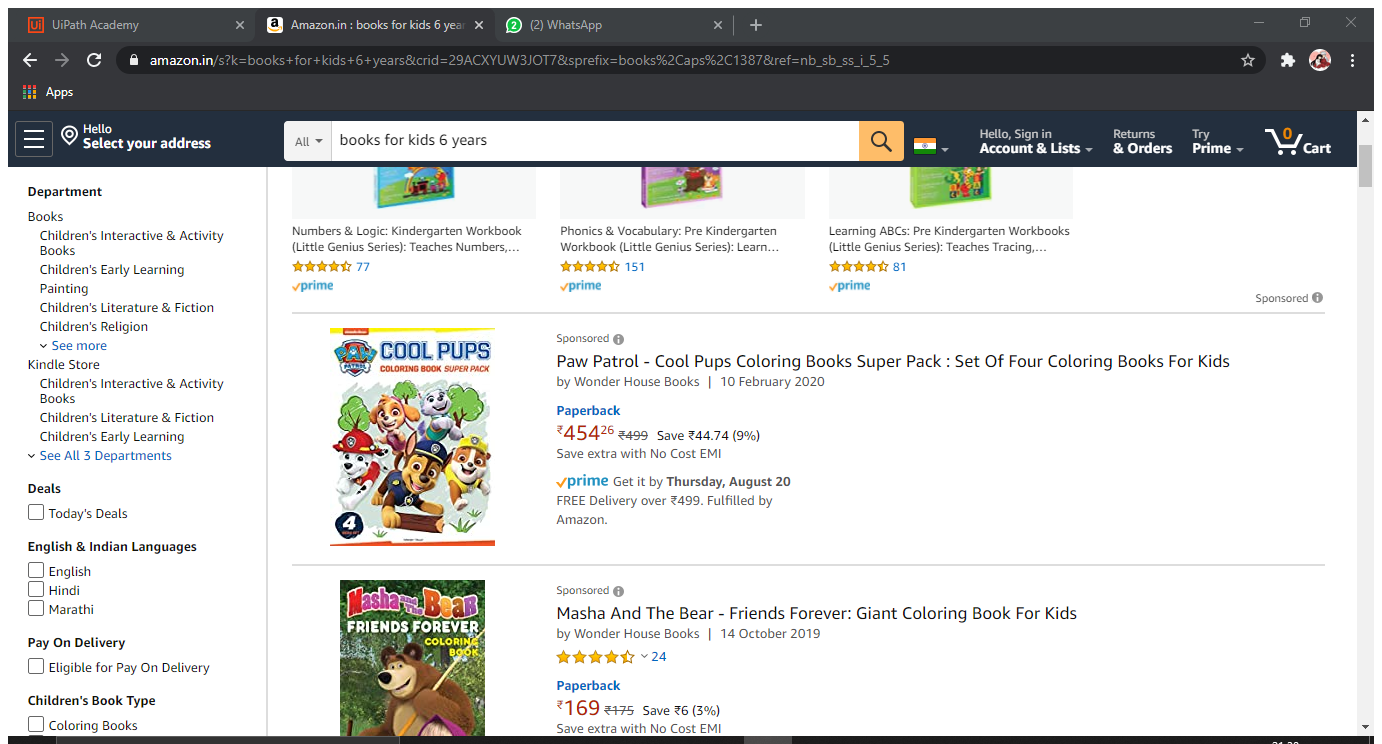 UiPath Academy
Amazon.in : books for kids 6 year
(2) WhatsApp
amazon.in/s?k=books+for+kids+6+years&crid=29ACXYUW3JOT7&sprefix=books%2Caps%2C1387&ref=nb_sb_ss_i_5_5
Apps
Hello
Select your address
All
books for kids 6 years
Hello, Sign in
Account & Lists
Returns
& Orders
Try
Prime
0
Cart
Department
Books
Children's Interactive & Activity
Books
Children's Early Learning
Painting
Children's Literature & Fiction
Children's Religion
See more
Kindle Store
Children's Interactive & Activity
Books
Children's Literature & Fiction
Children's Early Learning
See All 3 Departments
Deals
Today's Deals
English & Indian Languages
English
Hindi
Marathi
Pay On Delivery
Eligible for Pay On Delivery
Children's Book Type
Coloring Books
Numbers & Logic: Kindergarten Workbook
(Little Genius Series): Teaches Numbers,…
77
prime
Phonics & Vocabulary: Pre Kindergarten
Workbook (Little Genius Series): Learn…
151
prime
Learning ABCs: Pre Kindergarten Workbooks
(Little Genius Series): Teaches Tracing,…
81
prime
Sponsored
PAW
PATROL
COOL PUPS
COLORING BOOK SUPER PACK
4
Sponsored
Paw Patrol - Cool Pups Coloring Books Super Pack : Set Of Four Coloring Books For Kids
by Wonder House Books | 10 February 2020
Paperback
₹454 26 ₹499 Save ₹44.74 (9%)
Save extra with No Cost EMI
prime Get it by Thursday, August 20
FREE Delivery over ₹499. Fulfilled by
Amazon.
Masha and The Bear
FRIENDS FOREVER
COLORING
BOOK
Sponsored
Masha And The Bear - Friends Forever: Giant Coloring Book For Kids
by Wonder House Books | 14 October 2019
24
Paperback
₹169 ₹175 Save ₹6 (3%)
Save extra with No Cost EMI